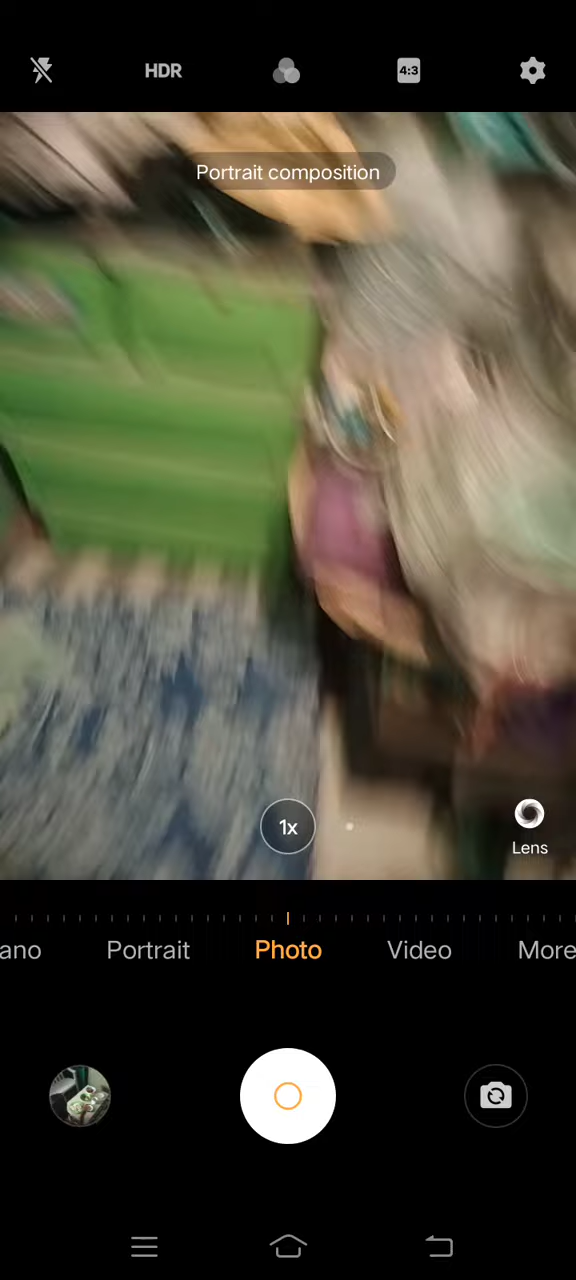 HDR
4:3
Portrait composition
1x
Lens
ano
Portrait
Photo
Video
More